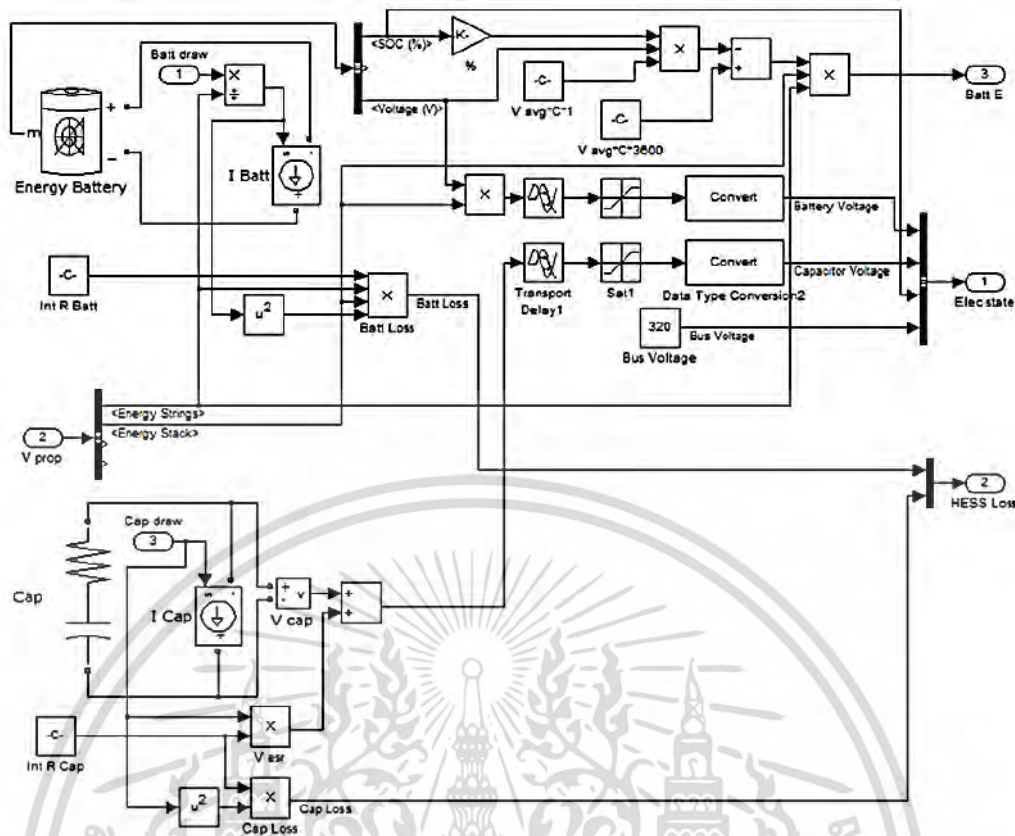 <SOC (%)>
K-
%
Batt draw
1
×
÷
+
m
−
Energy Battery
<Voltage (V)>
-C-
V avg*C*1
×
−
+
-C-
V avg*C*3600
×
3
Batt E
s
-
I Batt
×
Convert
Battery Voltage
Convert
Capacitor Voltage
Transport
Delay1
Sat1
Data Type Conversion2
1
Elec state
-C-
Int R Batt
u²
×
Batt Loss
Batt Loss
320
Bus Voltage
Bus Voltage
<Energy Strings>
<Energy Stack>
2
V prop
2
HESS Loss
Cap draw
3
Cap
s
-
I Cap
+
-
v
V cap
+
+
-C-
Int R Cap
×
V esr
u²
×
Cap Loss
Cap Loss